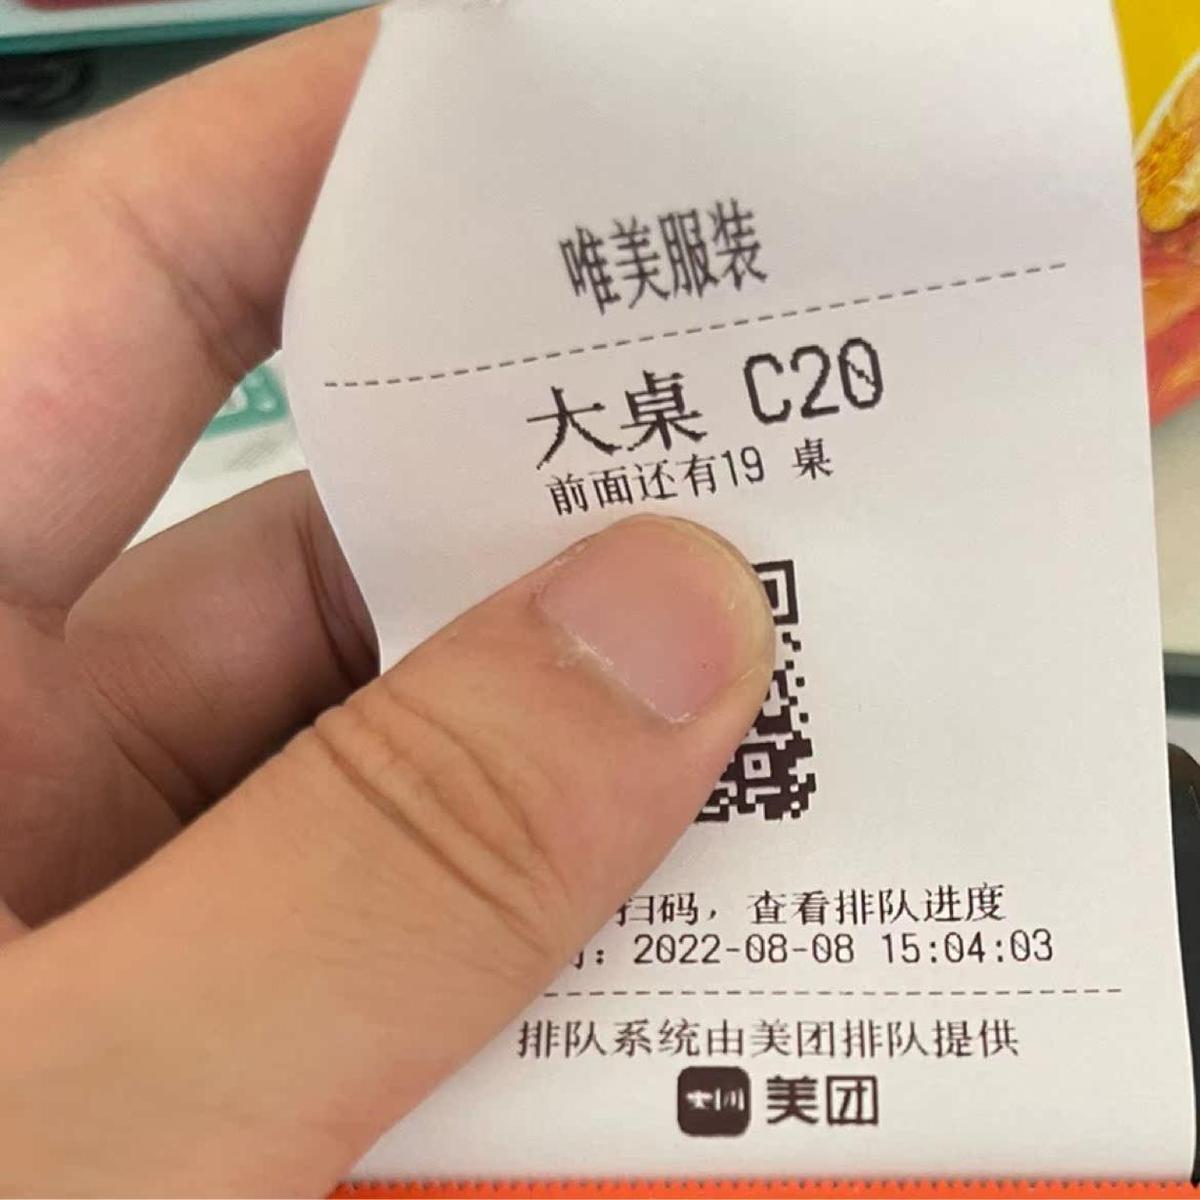 唯美服装
大桌 C20
前面还有19 桌
扫码，查看排队进度
：2022-08-08 15:04:03
排队系统由美团排队提供
美团 美团